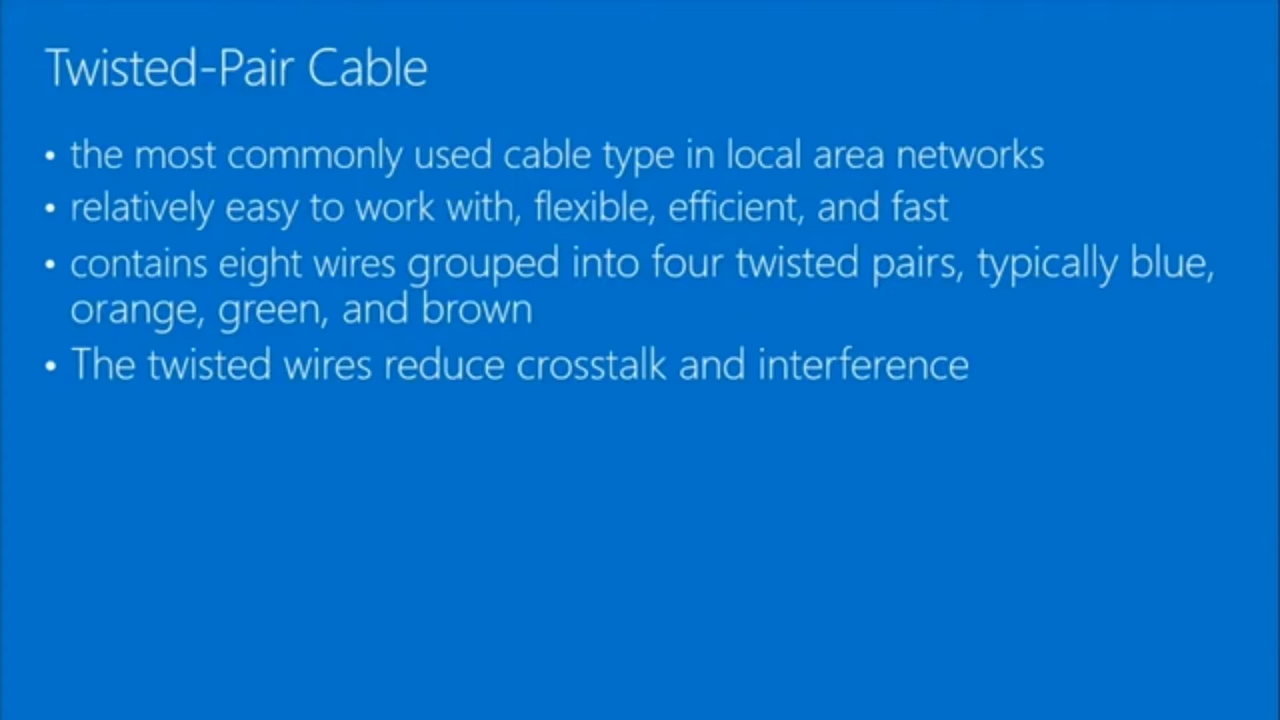 Twisted-Pair Cable
• the most commonly used cable type in local area networks
• relatively easy to work with, flexible, efficient, and fast
• contains eight wires grouped into four twisted pairs, typically blue,
orange, green, and brown
• The twisted wires reduce crosstalk and interference